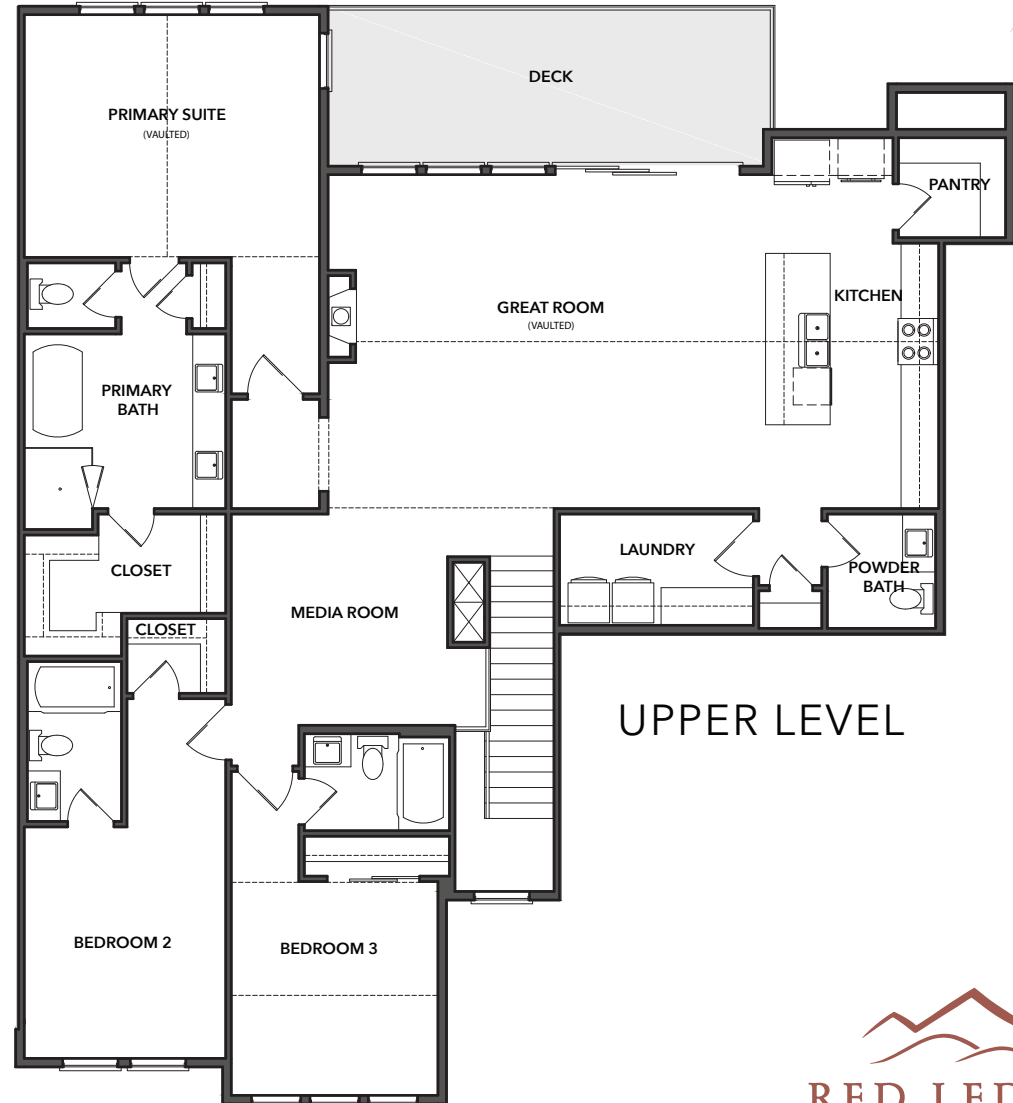 DECK
PRIMARY SUITE
(VAULTED)
PANTRY
KITCHEN
GREAT ROOM
(VAULTED)
PRIMARY
BATH
LAUNDRY
POWDER
BATH
CLOSET
MEDIA ROOM
CLOSET
UPPER LEVEL
BEDROOM 2
BEDROOM 3
RED